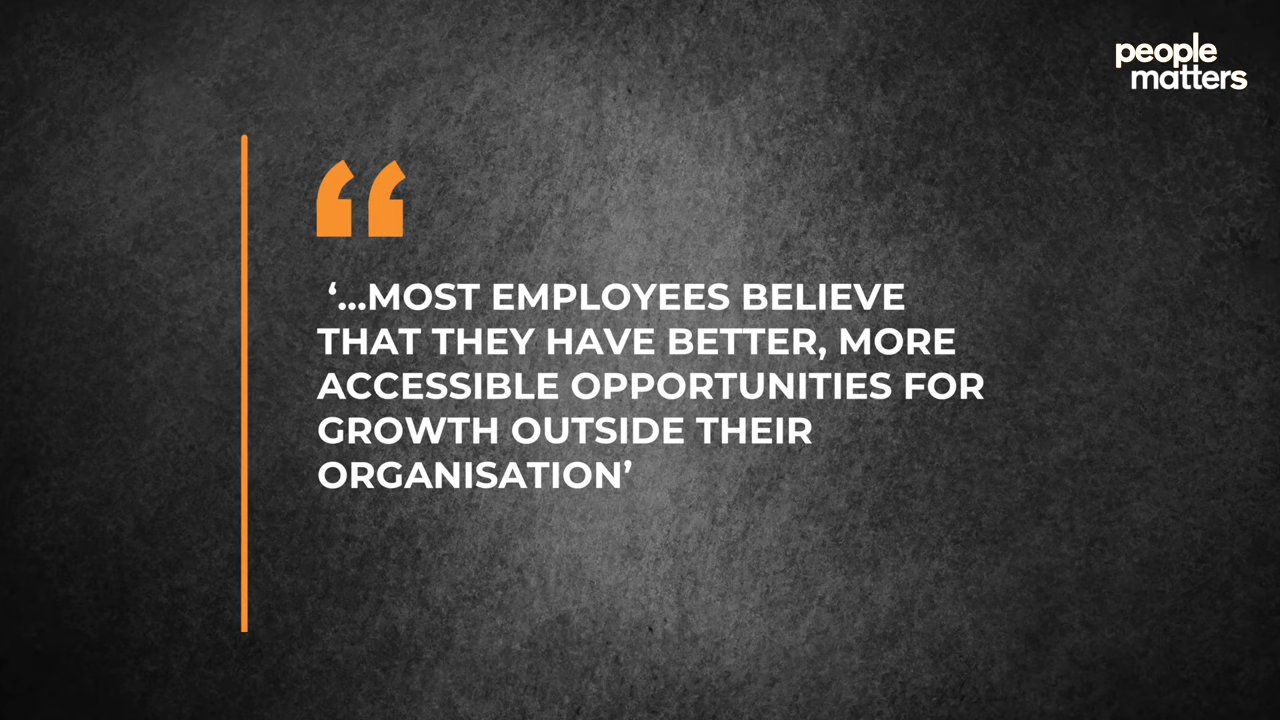 people
matters
“
‘...MOST EMPLOYEES BELIEVE
THAT THEY HAVE BETTER, MORE
ACCESSIBLE OPPORTUNITIES FOR
GROWTH OUTSIDE THEIR
ORGANISATION’